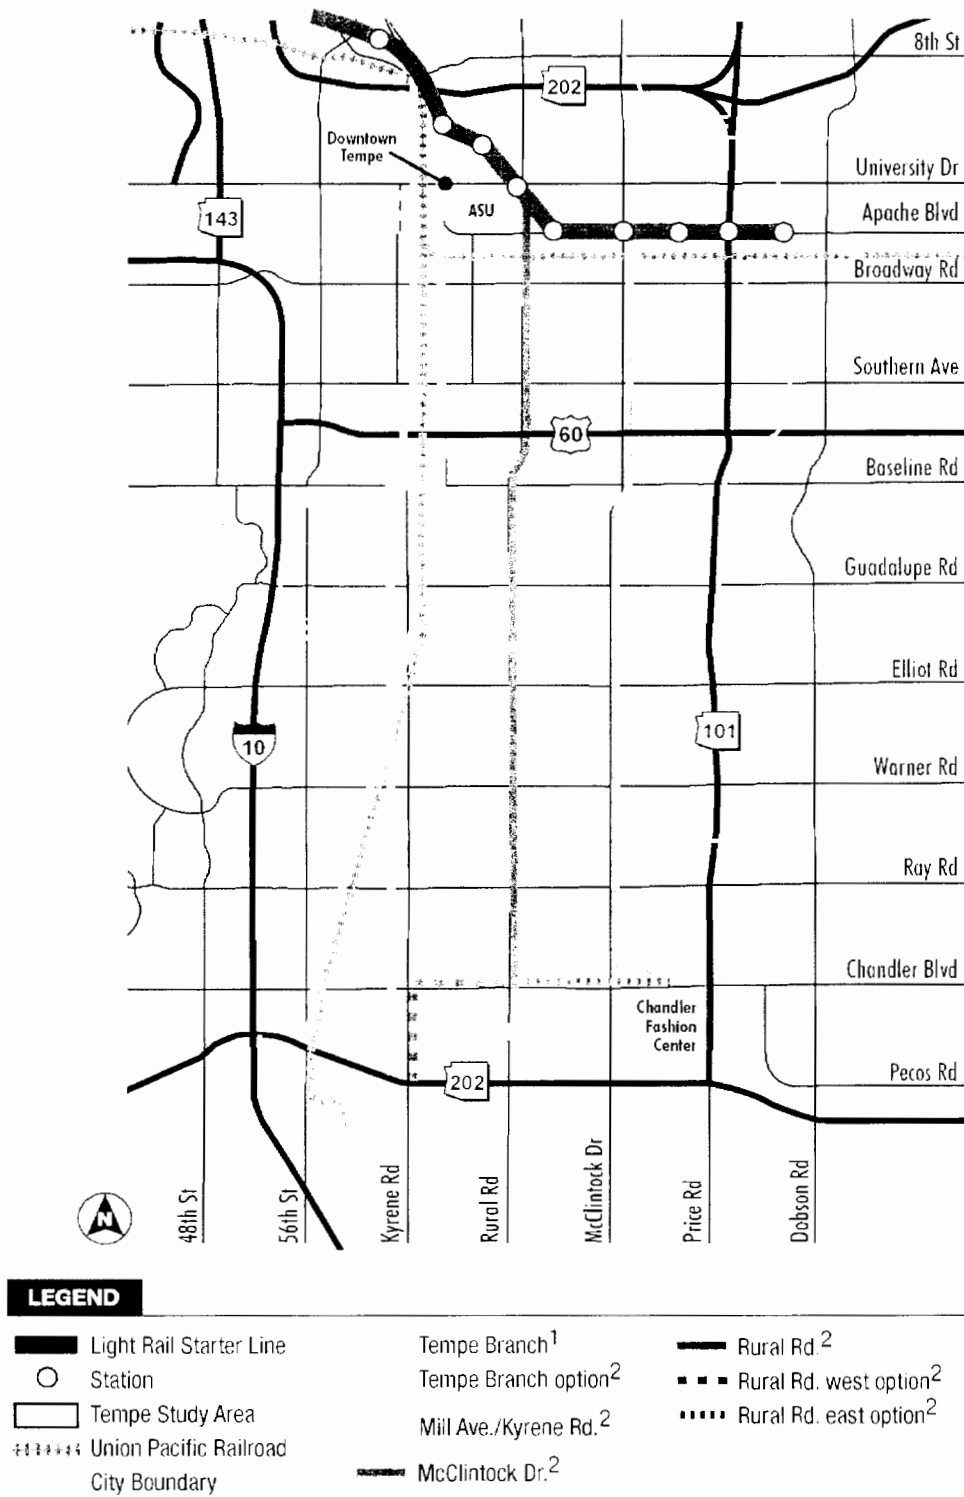 8th St
202
Downtown
Tempe
University Dr
ASU
143
Apache Blvd
Broadway Rd
Southern Ave
60
Baseline Rd
Guadalupe Rd
Elliot Rd
101
10
Warner Rd
Ray Rd
Chandler Blvd
Chandler
Fashion
Center
202
Pecos Rd
N
48th St
56th St
Kyrene Rd
Rural Rd
McClintock Dr
Price Rd
Dobson Rd
LEGEND
Light Rail Starter Line
Station
Tempe Study Area
Union Pacific Railroad
City Boundary
Tempe Branch1
Tempe Branch option2
Mill Ave./Kyrene Rd.2
McClintock Dr.2
Rural Rd.2
Rural Rd. west option2
Rural Rd. east option2